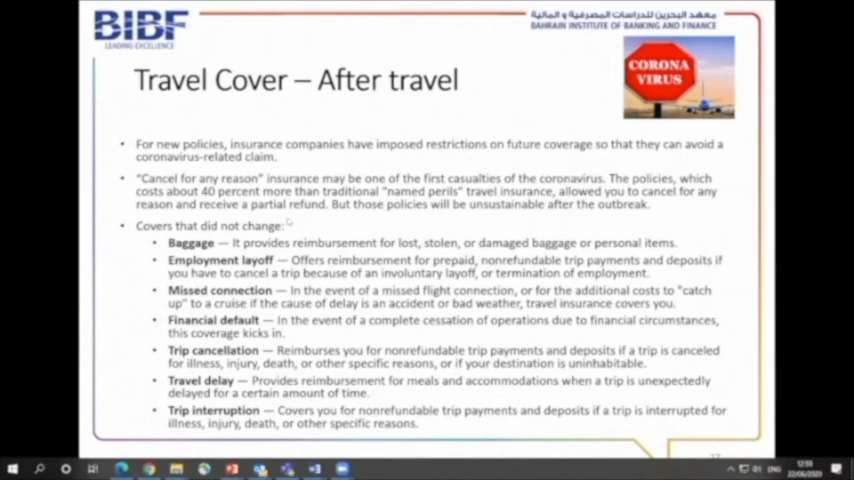 BIBF
LEADING EXCELLENCE
معهد البحرين للدراسات المصرفية و المالية
BAHRAIN INSTITUTE OF BANKING AND FINANCE
CORONA
VIRUS
Travel Cover – After travel
• For new policies, insurance companies have imposed restrictions on future coverage so that they can avoid a
coronavirus-related claim.
• "Cancel for any reason" insurance may be one of the first casualties of the coronavirus. The policies, which
costs about 40 percent more than traditional "named perils" travel insurance, allowed you to cancel for any
reason and receive a partial refund. But those policies will be unsustainable after the outbreak.
• Covers that did not change:
• Baggage — It provides reimbursement for lost, stolen, or damaged baggage or personal items.
• Employment layoff — Offers reimbursement for prepaid, nonrefundable trip payments and deposits if
you have to cancel a trip because of an involuntary layoff, or termination of employment.
• Missed connection — In the event of a missed flight connection, or for the additional costs to "catch
up" to a cruise if the cause of delay is an accident or bad weather, travel insurance covers you.
• Financial default — In the event of a complete cessation of operations due to financial circumstances,
this coverage kicks in.
• Trip cancellation — Reimburses you for nonrefundable trip payments and deposits if a trip is canceled
for illness, injury, death, or other specific reasons, or if your destination is uninhabitable.
• Travel delay — Provides reimbursement for meals and accommodations when a trip is unexpectedly
delayed for a certain amount of time.
• Trip interruption — Covers you for nonrefundable trip payments and deposits if a trip is interrupted for
illness, injury, death, or other specific reasons.
ENG
12:55
22/06/2020